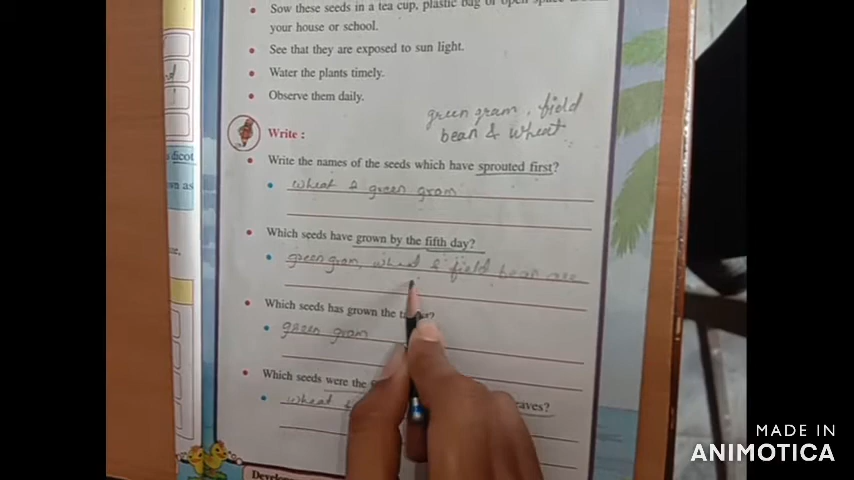 Sow these seeds in a tea cup, plastic bag or open space
your house or school.
See that they are exposed to sun light.
Water the plants timely.
Observe them daily.
green gram, field
bean & wheat
Write :
Write the names of the seeds which have sprouted first?
wheat & green gram
Which seeds have grown by the fifth day?
green gram, wheat & field bean are
Which seeds has grown the
green gram
Which seeds were the
wheat
dicot
wn as
MADE IN
ANIMOTICA